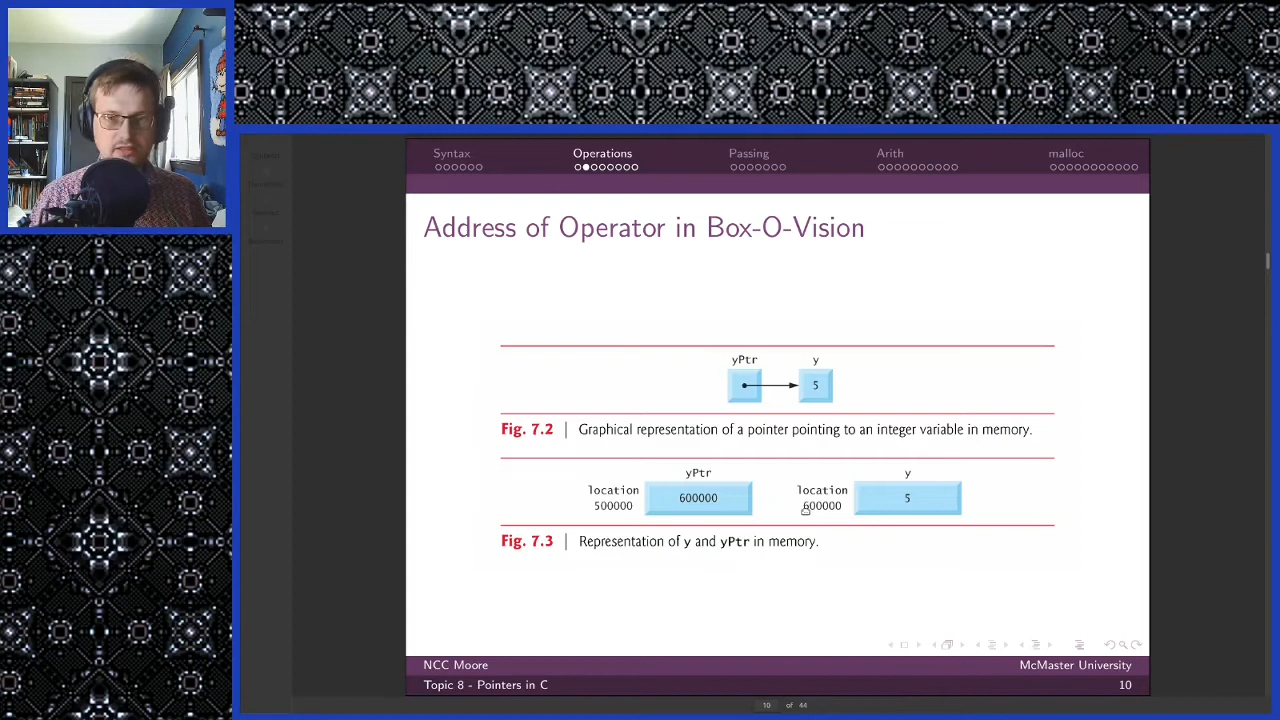 Syntax Operations Passing Arith malloc
Address of Operator in Box-O-Vision
yPtr y
5
Fig. 7.2 | Graphical representation of a pointer pointing to an integer variable in memory.
yPtr y
location 500000 600000 location 600000 5
Fig. 7.3 | Representation of y and yPtr in memory.
NCC Moore McMaster University
Topic 8 - Pointers in C 10
10 of 44